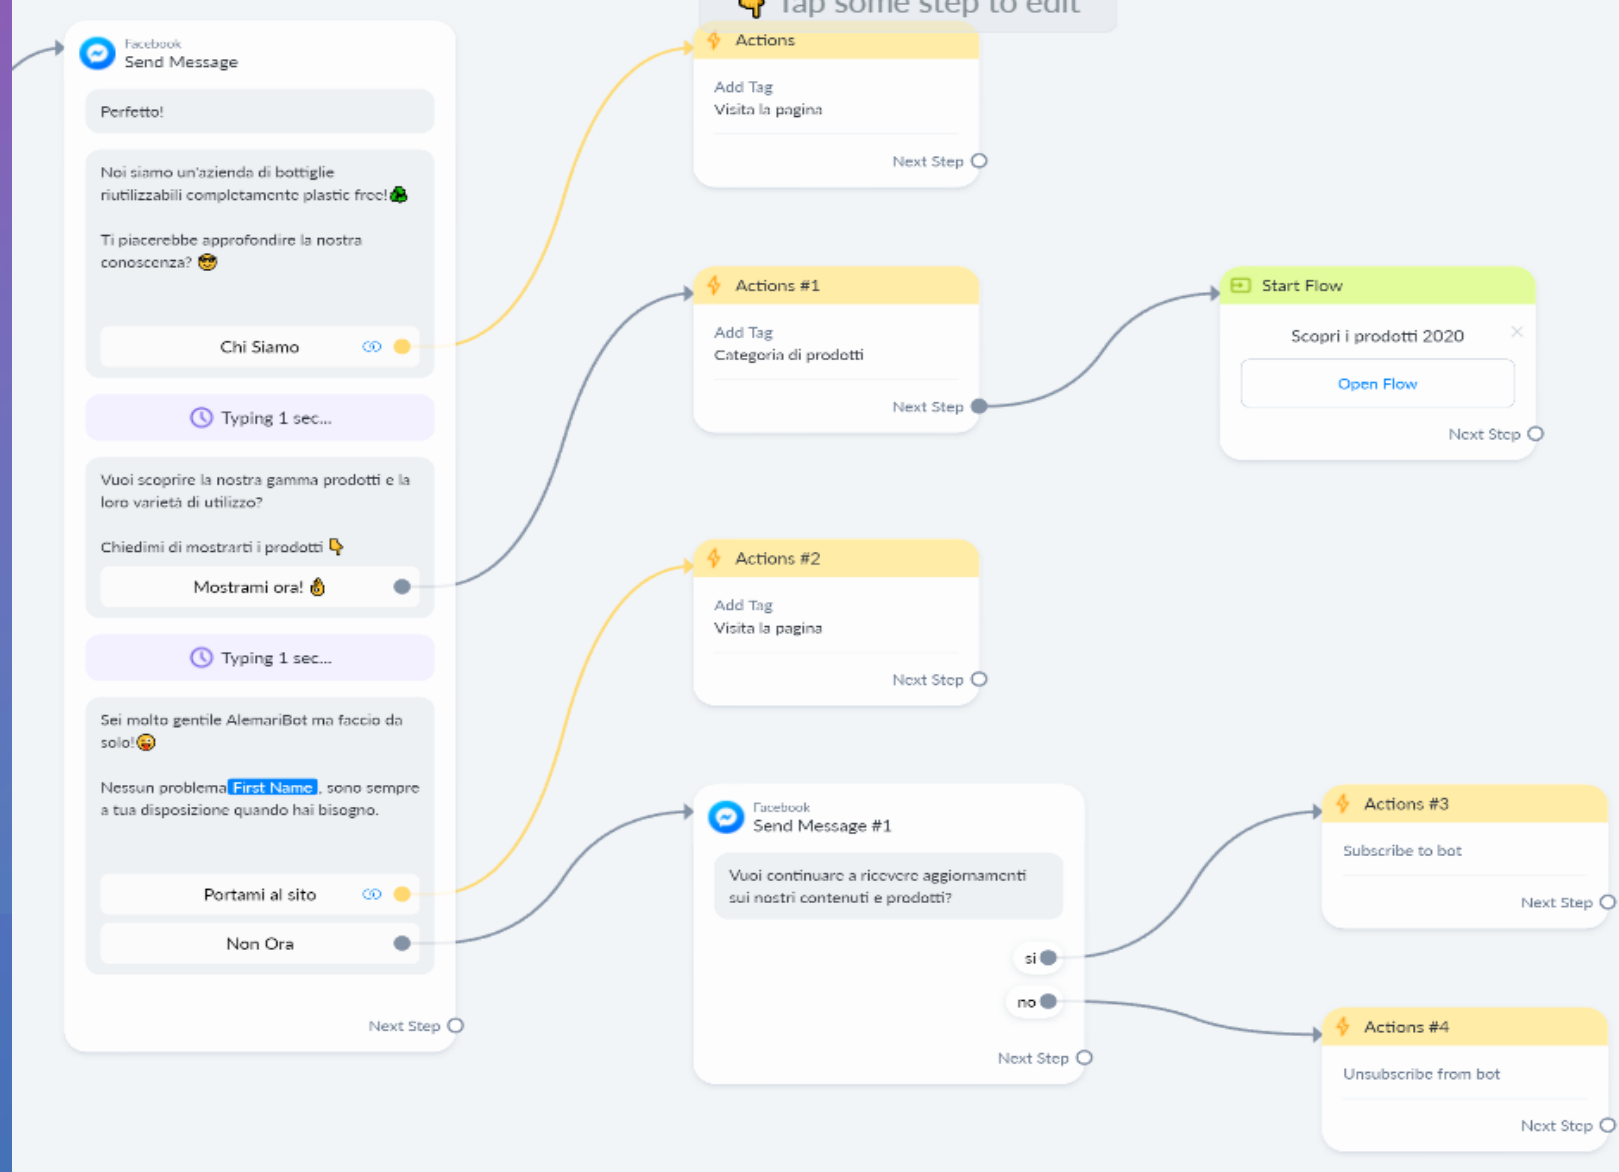 👇 Tap some step to edit
Facebook
Send Message
Perfetto!
Noi siamo un'azienda di bottiglie
riutilizzabili completamente plastic free!♻
Ti piacerebbe approfondire la nostra
conoscenza? 😎
Chi Siamo
Typing 1 sec...
Vuoi scoprire la nostra gamma prodotti e la
loro varietà di utilizzo?
Chiedimi di mostrarti i prodotti 👇
Mostrami ora! 👌
Typing 1 sec...
Sei molto gentile AlemariBot ma faccio da
solo!😜
Nessun problema First Name , sono sempre
a tua disposizione quando hai bisogno.
Portami al sito
Non Ora
Next Step
Actions
Add Tag
Visita la pagina
Next Step
Actions #1
Add Tag
Categoria di prodotti
Next Step
Start Flow
Scopri i prodotti 2020
Open Flow
Next Step
Actions #2
Add Tag
Visita la pagina
Next Step
Facebook
Send Message #1
Vuoi continuare a ricevere aggiornamenti
sui nostri contenuti e prodotti?
si
no
Next Step
Actions #3
Subscribe to bot
Next Step
Actions #4
Unsubscribe from bot
Next Step